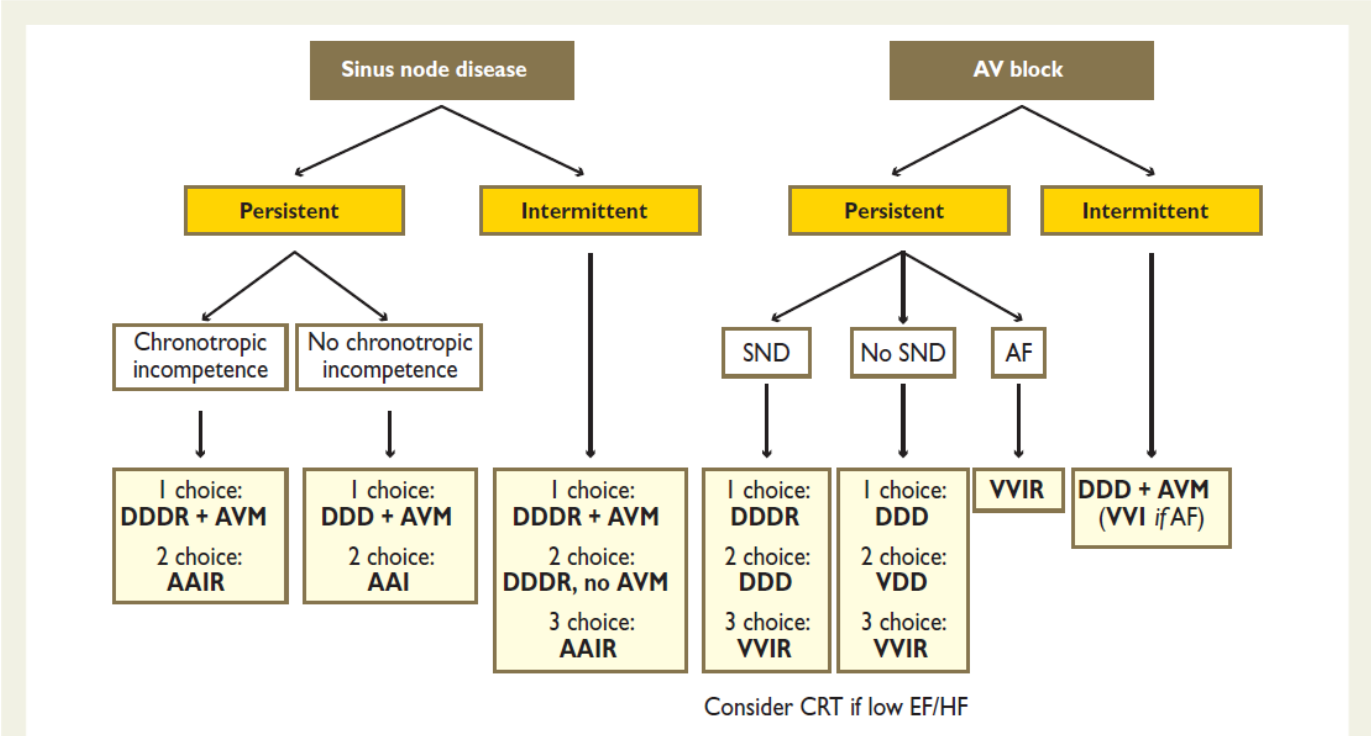 Sinus node disease
AV block
Persistent
Intermittent
Persistent
Intermittent
Chronotropic
incompetence
No chronotropic
incompetence
SND
No SND
AF
1 choice:
DDDR + AVM
2 choice:
AAIR
1 choice:
DDD + AVM
2 choice:
AAI
1 choice:
DDDR + AVM
2 choice:
DDDR, no AVM
3 choice:
AAIR
1 choice:
DDDR
2 choice:
DDD
3 choice:
VVIR
1 choice:
DDD
2 choice:
VDD
3 choice:
VVIR
VVIR
DDD + AVM
(VVI if AF)
Consider CRT if low EF/HF